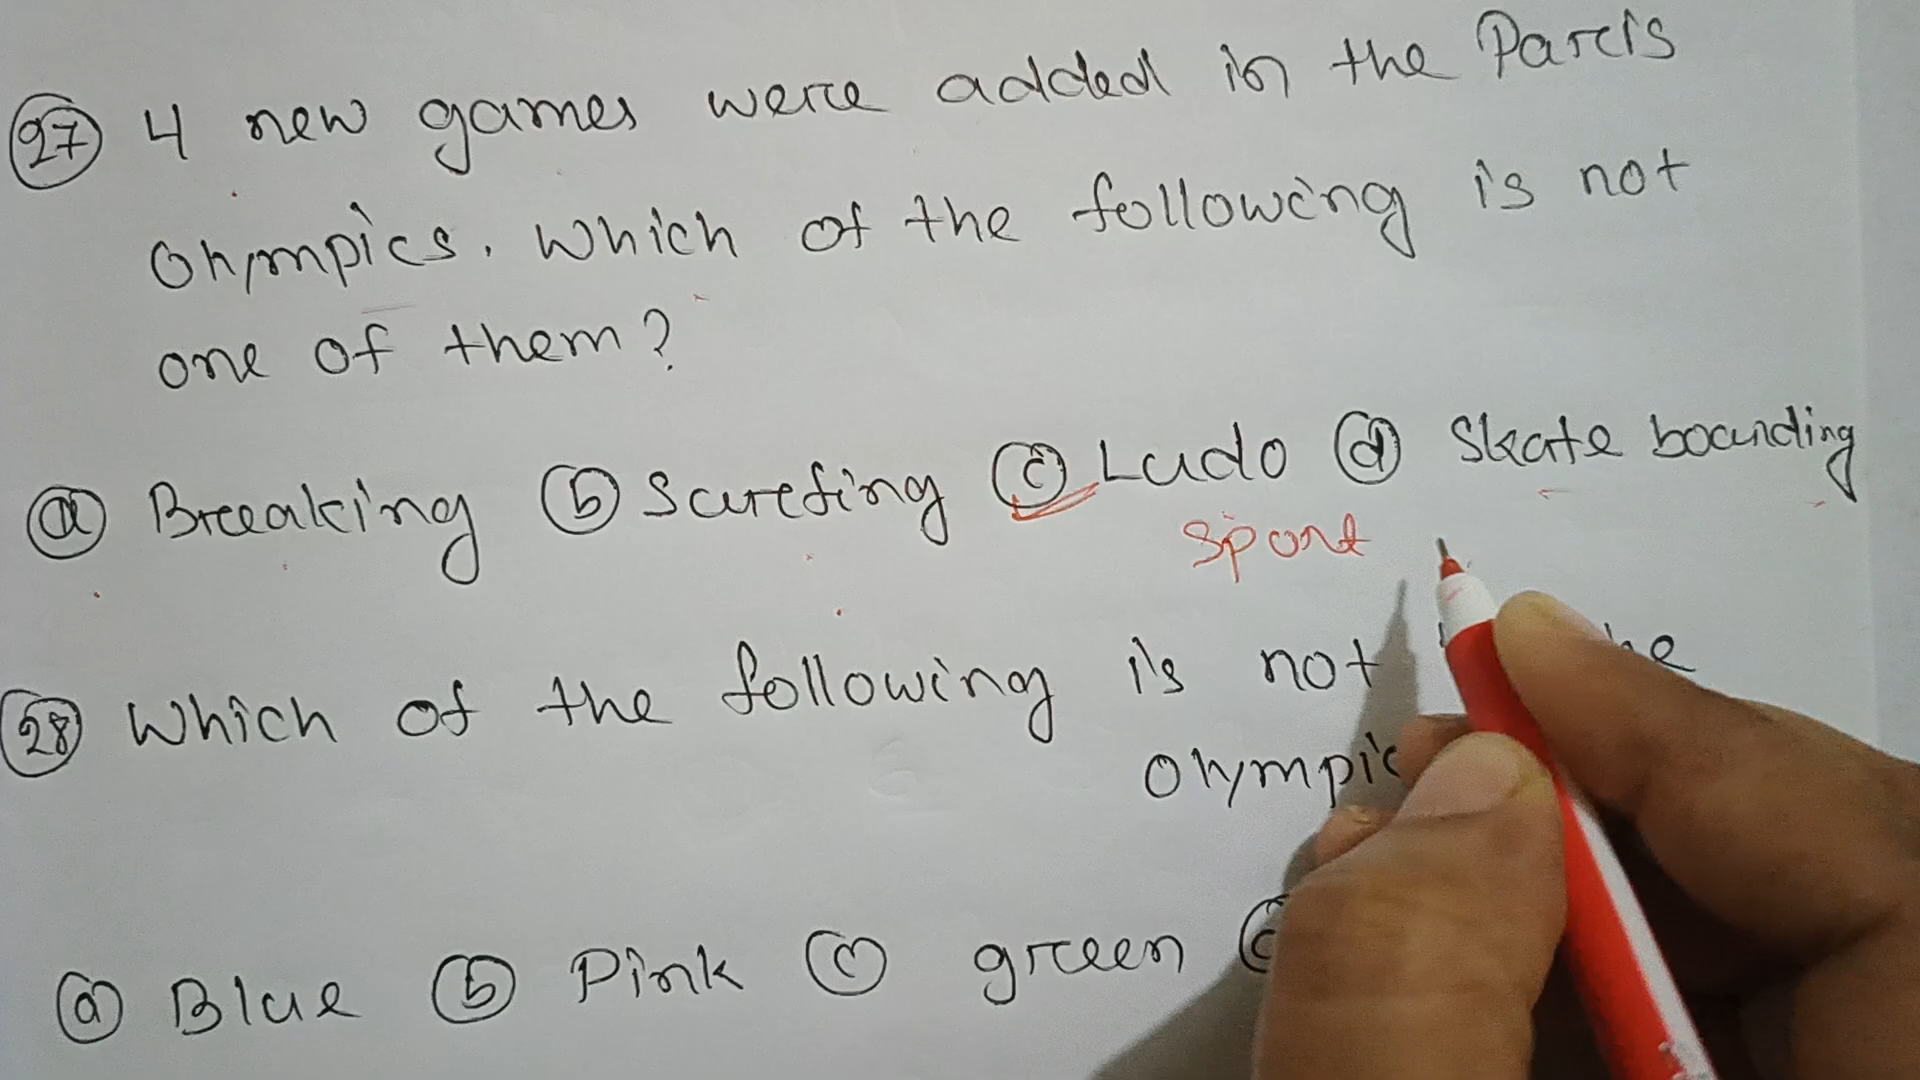 27 4 new games were added in the Paris
Olympics. Which of the following is not
one of them?
a Breaking b Surfing c Ludo d Skate boarding
Sport
28 Which of the following is not
Olympic
a Blue b Pink c green